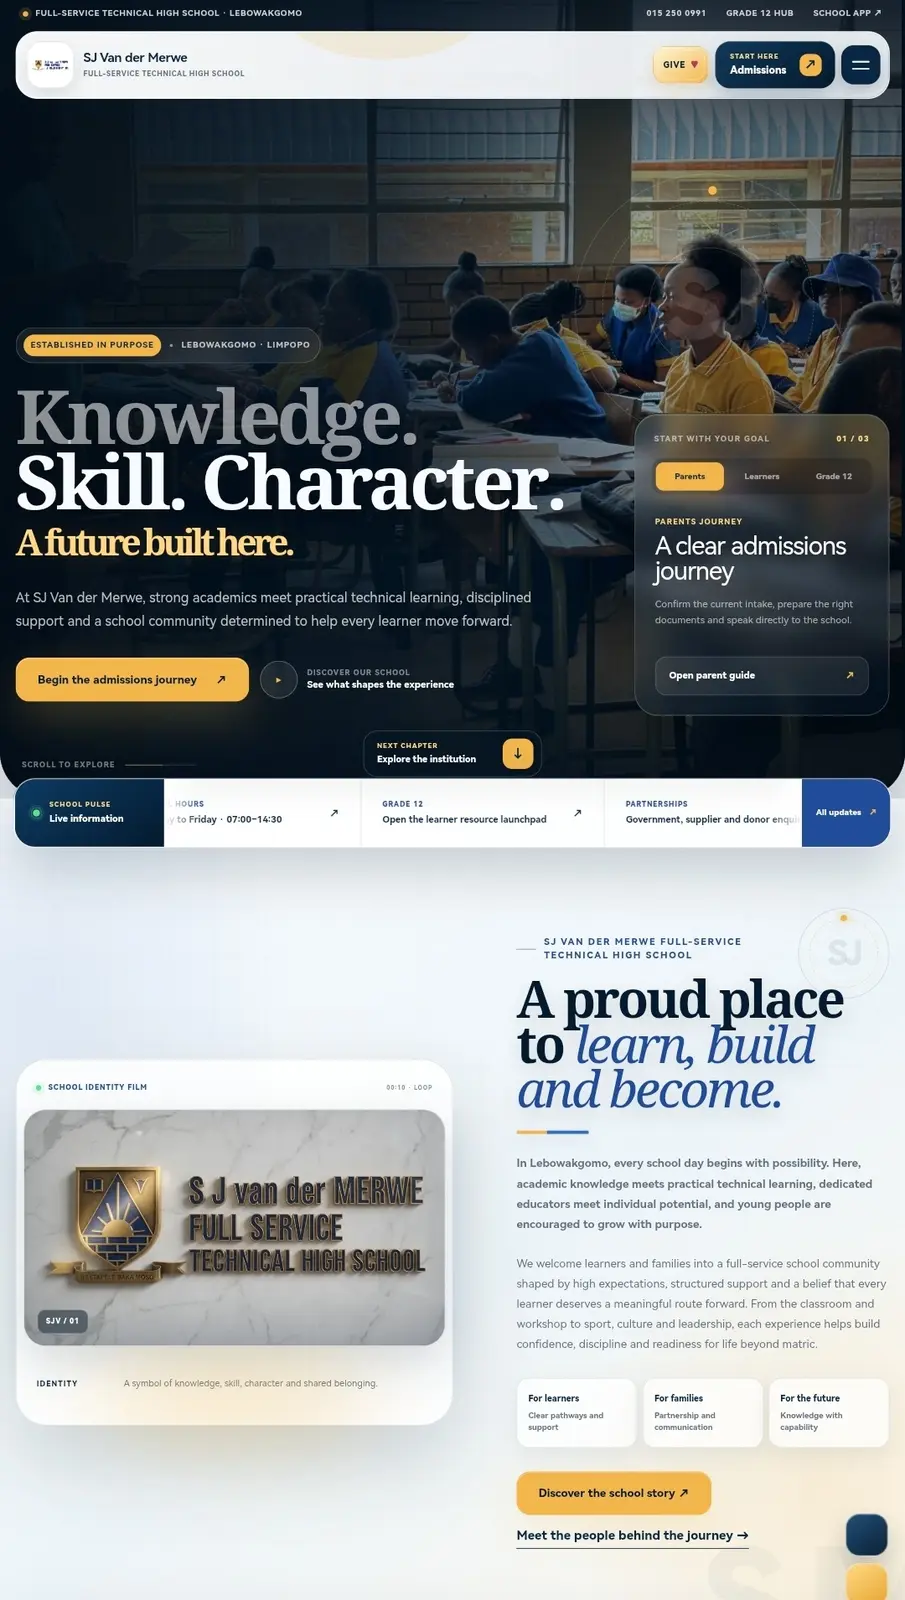 FULL-SERVICE TECHNICAL HIGH SCHOOL · LEBOWAKGOMO
015 250 0991 GRADE 12 HUB SCHOOL APP ↗
SJ Van der Merwe
FULL-SERVICE TECHNICAL HIGH SCHOOL
GIVE ♥
START HERE
Admissions ↗
SJ
ESTABLISHED IN PURPOSE • LEBOWAKGOMO · LIMPOPO
Knowledge.
Skill. Character.
A future built here.
At SJ Van der Merwe, strong academics meet practical technical learning, disciplined
support and a school community determined to help every learner move forward.
Begin the admissions journey ↗
DISCOVER OUR SCHOOL
See what shapes the experience
START WITH YOUR GOAL 01 / 03
Parents Learners Grade 12
PARENTS JOURNEY
A clear admissions
journey
Confirm the current intake, prepare the right
documents and speak directly to the school.
Open parent guide ↗
SCROLL TO EXPLORE
NEXT CHAPTER
Explore the institution ↓
SCHOOL PULSE
Live information
HOURS
to Friday · 07:00–14:30 ↗
GRADE 12
Open the learner resource launchpad ↗
PARTNERSHIPS
Government, supplier and donor
All updates ↗
SJ VAN DER MERWE FULL-SERVICE
TECHNICAL HIGH SCHOOL
SJ
A proud place
to learn, build
and become.
SCHOOL IDENTITY FILM 00:10 · LOOP
S J van der MERWE
FULL SERVICE
TECHNICAL HIGH SCHOOL
SJV / 01
IDENTITY A symbol of knowledge, skill, character and shared belonging.
In Lebowakgomo, every school day begins with possibility. Here,
academic knowledge meets practical technical learning, dedicated
educators meet individual potential, and young people are
encouraged to grow with purpose.
We welcome learners and families into a full-service school community
shaped by high expectations, structured support and a belief that every
learner deserves a meaningful route forward. From the classroom and
workshop to sport, culture and leadership, each experience helps build
confidence, discipline and readiness for life beyond matric.
For learners
Clear pathways and
support
For families
Partnership and
communication
For the future
Knowledge with
capability
Discover the school story ↗
Meet the people behind the journey →